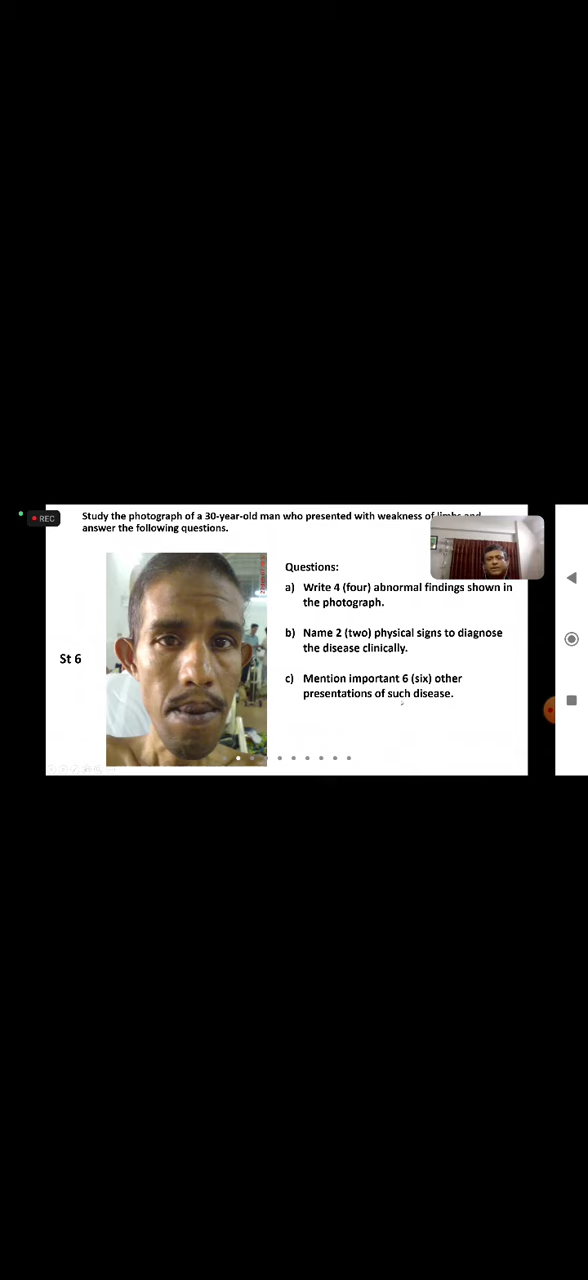 REC
Study the photograph of a 30-year-old man who presented with weakness of limbs and
answer the following questions.
Questions:
a) Write 4 (four) abnormal findings shown in
the photograph.
b) Name 2 (two) physical signs to diagnose
the disease clinically.
St 6
c) Mention important 6 (six) other
presentations of such disease.